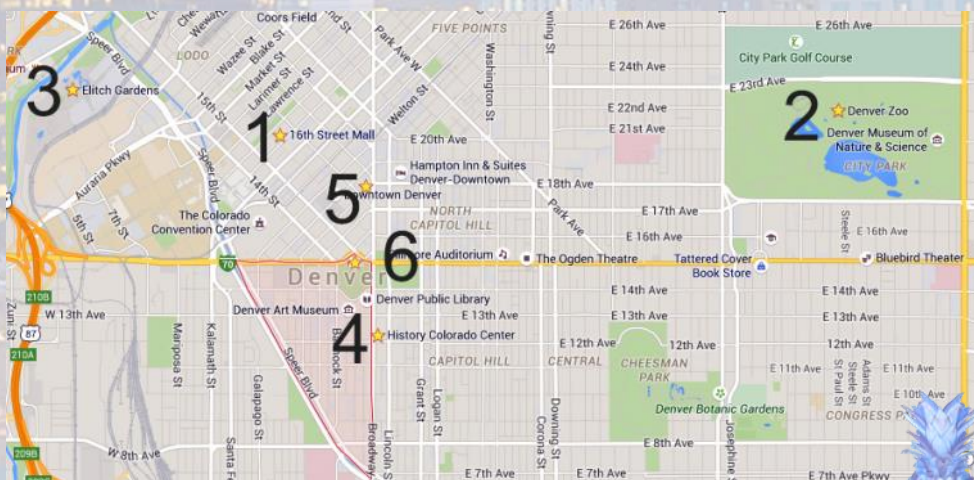 Coors Field
Speer Blvd
LODO
Wazee St
Blake St
Market St
Larimer St
Lawrence St
Park Ave W
FIVE POINTS
Washington St
E 26th Ave
E 26th Ave
City Park Golf Course
E 24th Ave
E 23rd Ave
3
Elitch Gardens
15th St
Welton St
E 22nd Ave
E 21st Ave
2
Denver Zoo
Denver Museum of
Nature & Science
CITY PARK
1
16th Street Mall
E 20th Ave
Auraria Pkwy
Speer Blvd
14th St
Hampton Inn & Suites
Denver-Downtown
5
owntown Denver
E 18th Ave
5th St
7th St
The Colorado
Convention Center
NORTH
CAPITOL HILL
Park Ave
E 17th Ave
E 16th Ave
Steele St
E 16th Ave
70
6
Auditorium
The Ogden Theatre
Tattered Cover
Book Store
Bluebird Theater
Denver
210B
Denver Public Library
E 14th Ave
E 14th Ave
Zuni St
W 13th Ave
Denver Art Museum
E 13th Ave
E 13th Ave
E 13th Ave
87
4
History Colorado Center
E 12th Ave
12th Ave
12th Ave
210A
Mariposa St
Kalamath St
CAPITOL HILL
CENTRAL
CHEESMAN
PARK
E 11th Ave
St Paul St
Steele St
Adams St
E 11th Ave
Galapago St
Speer Blvd
Grant St
Logan St
Denver Botanic Gardens
CONGRESS
Downing St
Corona St
Josephine
209B
W 8th Ave
Broadway
Lincoln S
E 8th Ave
E 7th Ave
E 7th Ave
E 7th Ave Pkwy